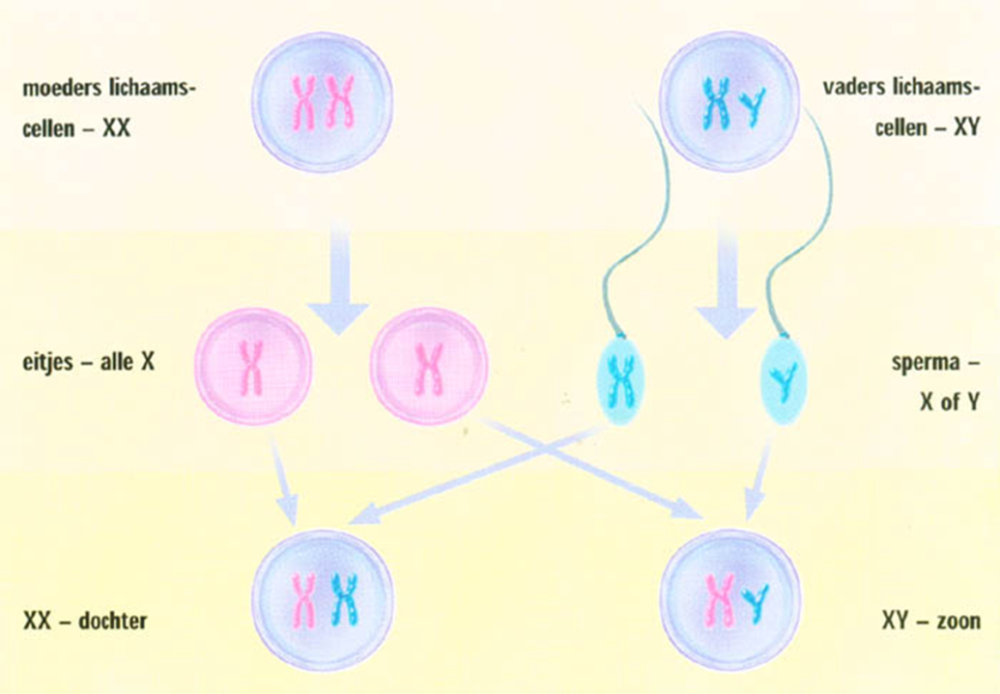 moeders lichaams-
cellen – XX
vaders lichaams-
cellen – XY
eitjes – alle X
sperma –
X of Y
XX – dochter
XY – zoon